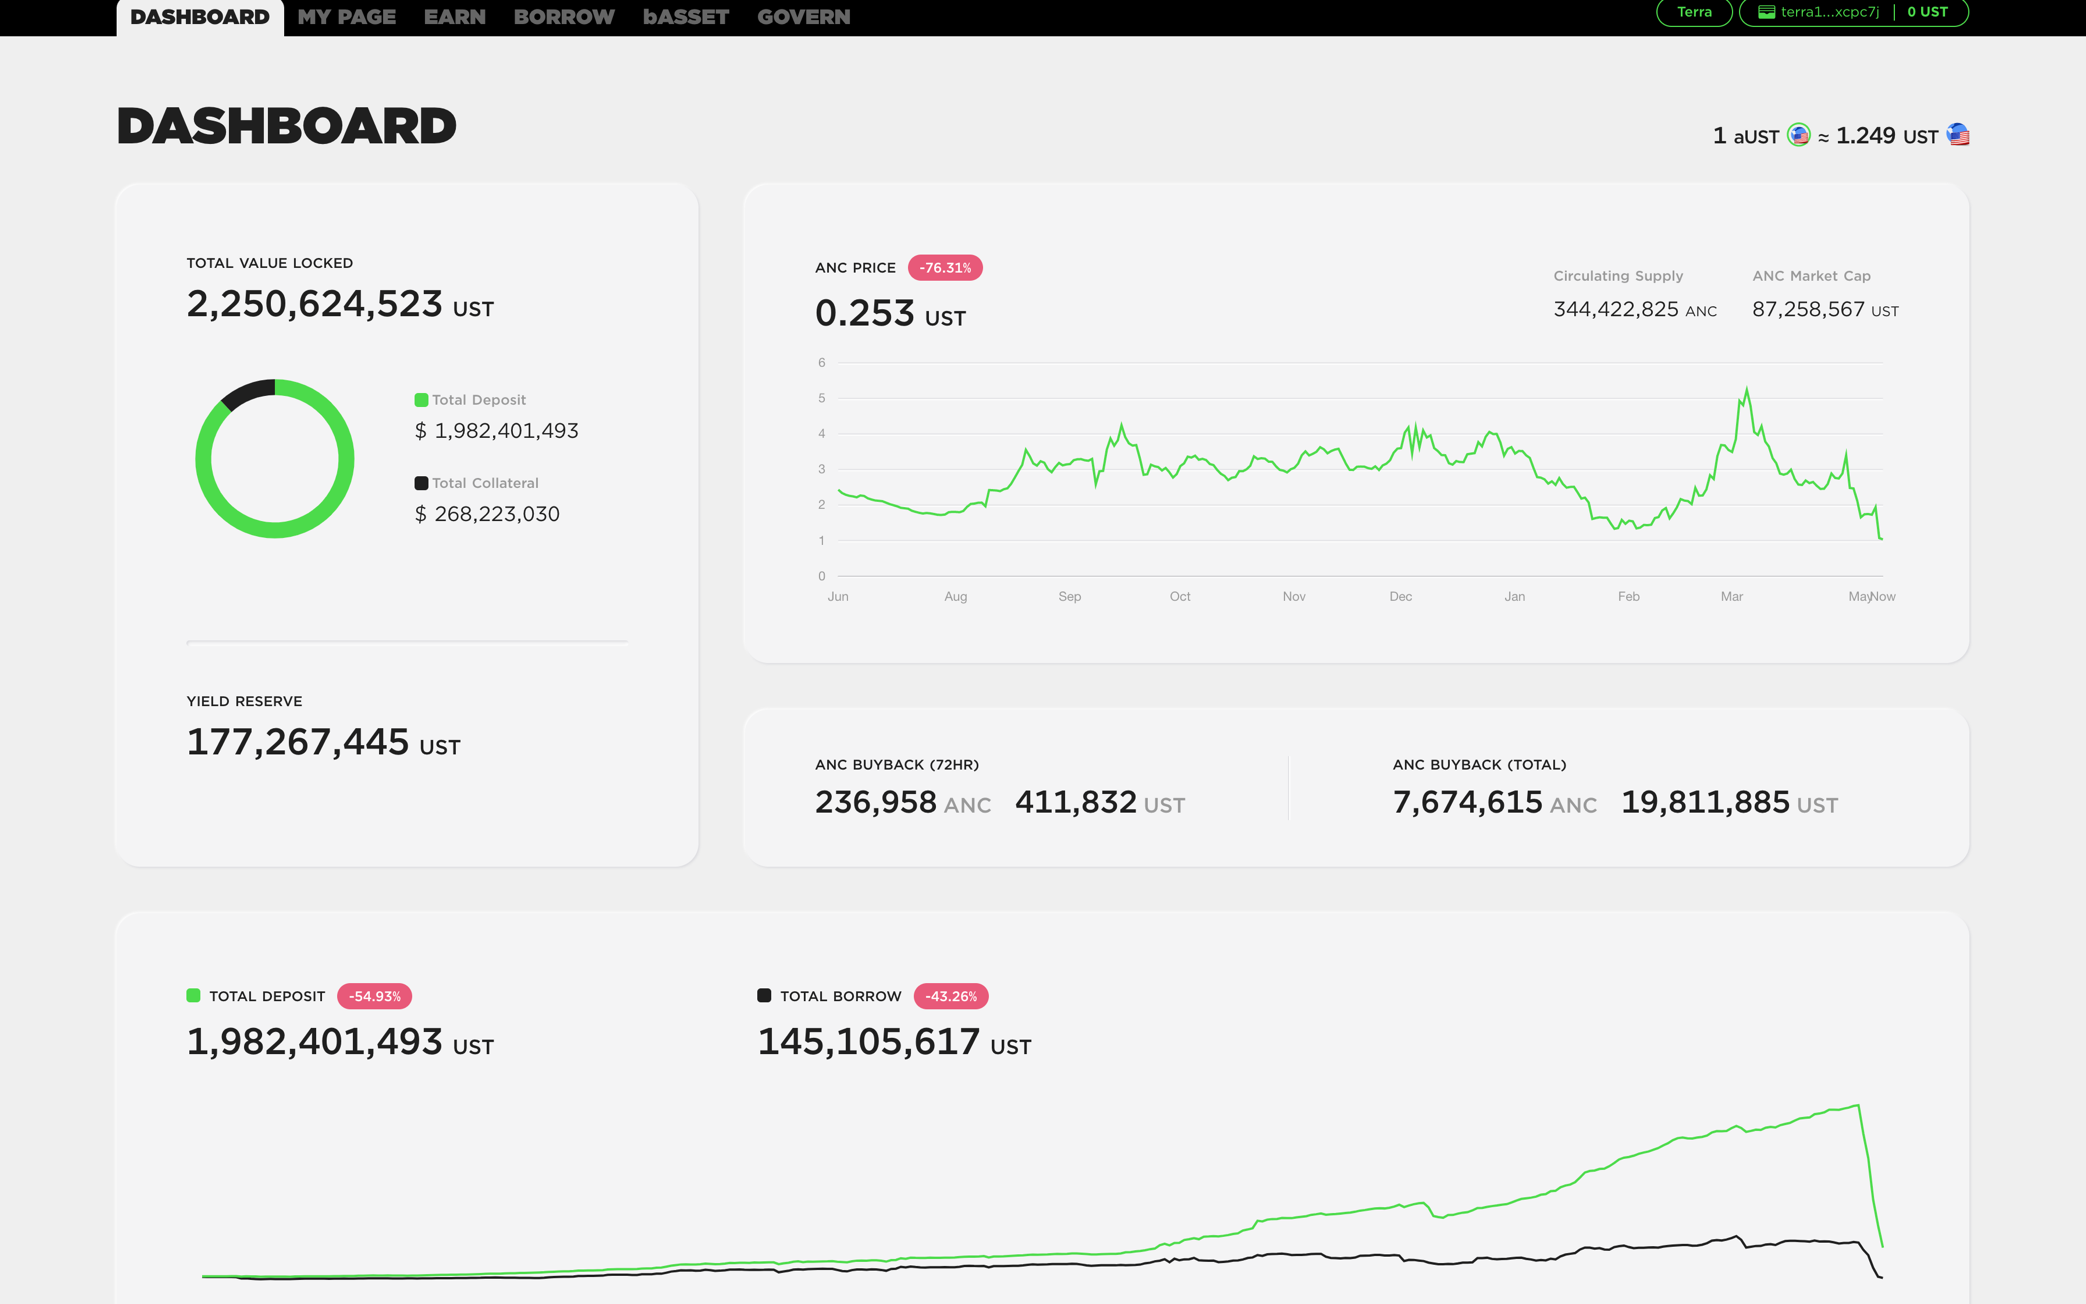 DASHBOARD MY PAGE EARN BORROW bASSET GOVERN Terra terra1...xcpc7j 0 UST
DASHBOARD
1 aUST ≈ 1.249 UST
TOTAL VALUE LOCKED
2,250,624,523 UST
Total Deposit
$ 1,982,401,493
Total Collateral
$ 268,223,030
YIELD RESERVE
177,267,445 UST
ANC PRICE -76.31%
0.253 UST
Circulating Supply
344,422,825 ANC
ANC Market Cap
87,258,567 UST
6
5
4
3
2
1
0
Jun Aug Sep Oct Nov Dec Jan Feb Mar May Now
ANC BUYBACK (72HR)
236,958 ANC 411,832 UST
ANC BUYBACK (TOTAL)
7,674,615 ANC 19,811,885 UST
TOTAL DEPOSIT -54.93%
1,982,401,493 UST
TOTAL BORROW -43.26%
145,105,617 UST